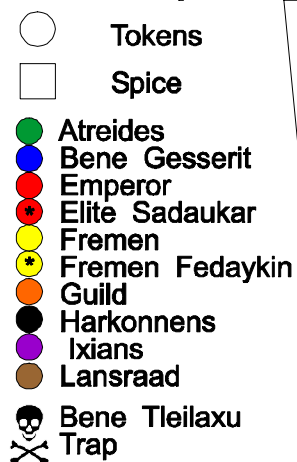 Tokens
Spice
Atreides
Bene Gesserit
Emperor
* Elite Sadaukar
Fremen
* Fremen Fedaykin
Guild
Harkonnens
Ixians
Lansraad
Bene Tleilaxu
Trap